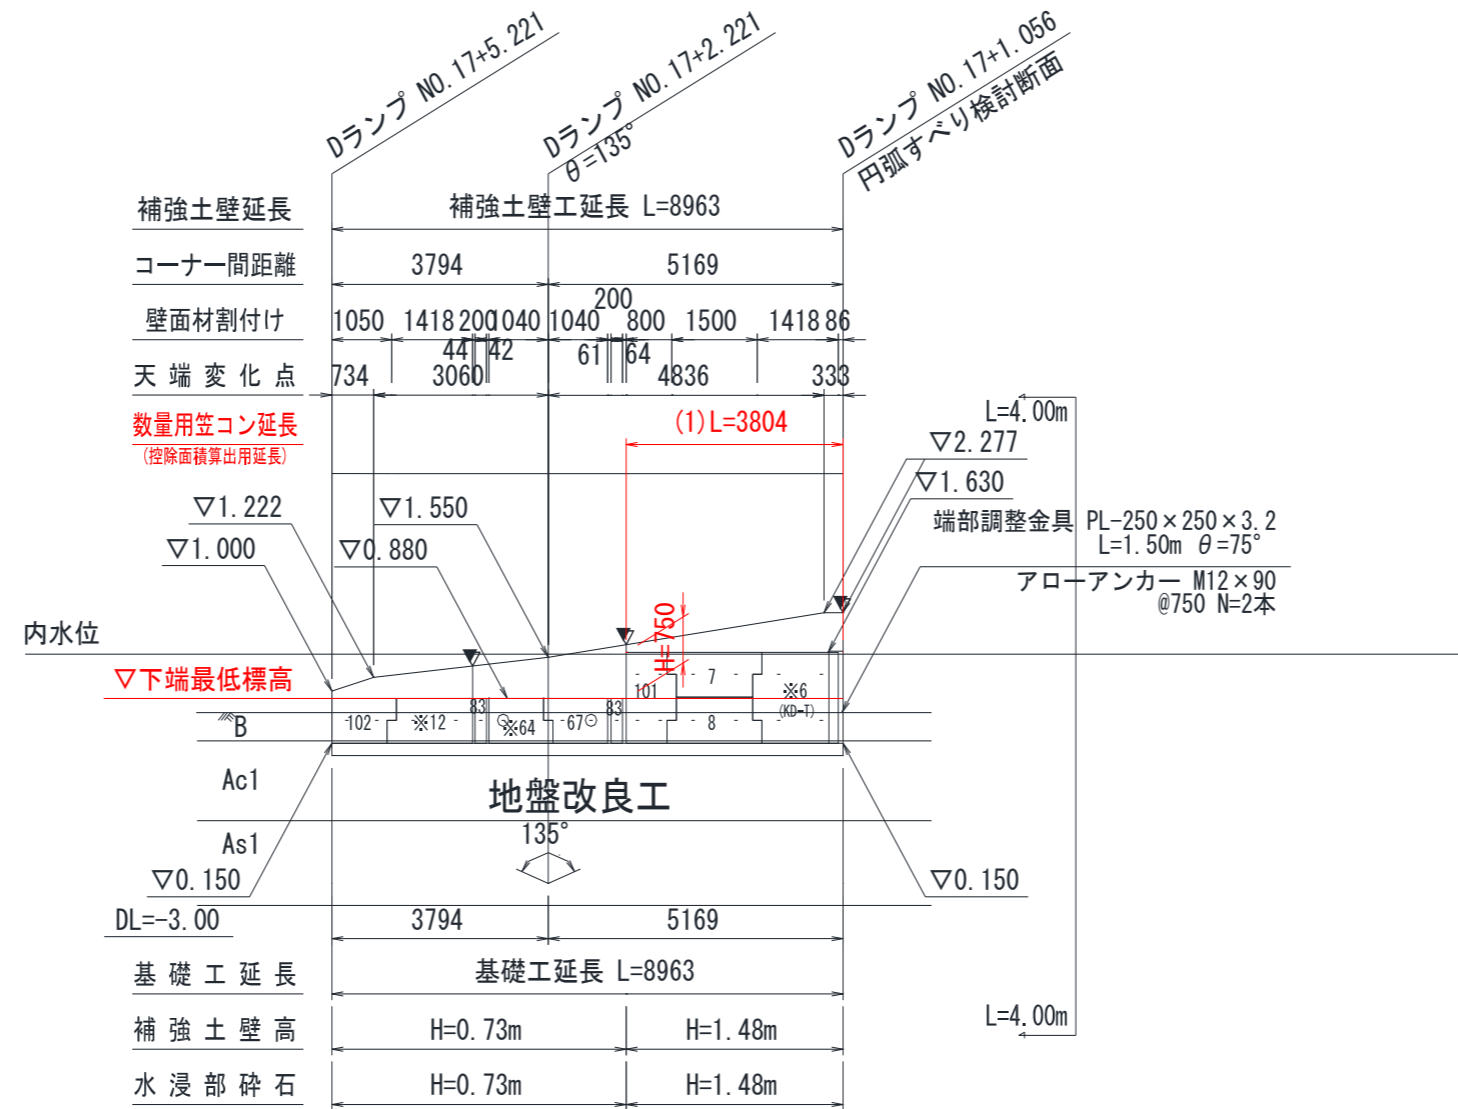 Dランプ NO.17+5.221
Dランプ NO.17+2.221
θ=135°
Dランプ NO.17+1.056
円弧すべり検討断面
補強土壁延長
補強土壁工延長 L=8963
コーナー間距離
3794
5169
壁面材割付け
1050
1418
200
1040
1040
200
800
1500
1418
86
44
42
61
64
天端変化点
734
3060
4836
333
数量用笠コン延長
(控除面積算出用延長)
(1)L=3804
L=4.00m
▽2.277
▽1.630
▽1.222
▽1.550
▽1.000
▽0.880
端部調整金具 PL-250×250×3.2
L=1.50m θ=75°
アローアンカー M12×90
@750 N=2本
内水位
H=750
▽下端最低標高
101
7
※6
(KD-T)
B
102
※12
83
※64
67
83
8
Ac1
地盤改良工
As1
135°
▽0.150
▽0.150
DL=-3.00
3794
5169
基礎工延長
基礎工延長 L=8963
補強土壁高
H=0.73m
H=1.48m
L=4.00m
水浸部砕石
H=0.73m
H=1.48m